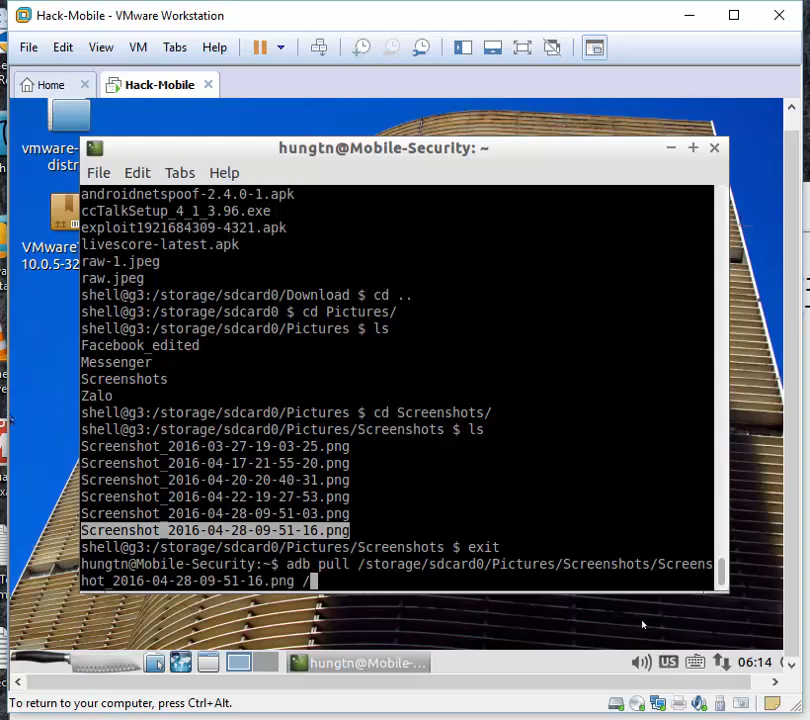 Hack-Mobile - VMware Workstation
File Edit View VM Tabs Help
Home Hack-Mobile
vmware-
distri
VMwareT
10.0.5-32
hungtn@Mobile-Security: ~
File Edit Tabs Help
androidnetspoof-2.4.0-1.apk
ccTalkSetup_4_1_3.96.exe
exploit1921684309-4321.apk
livescore-latest.apk
raw-1.jpeg
raw.jpeg
shell@g3:/storage/sdcard0/Download $ cd ..
shell@g3:/storage/sdcard0 $ cd Pictures/
shell@g3:/storage/sdcard0/Pictures $ ls
Facebook_edited
Messenger
Screenshots
Zalo
shell@g3:/storage/sdcard0/Pictures $ cd Screenshots/
shell@g3:/storage/sdcard0/Pictures/Screenshots $ ls
Screenshot_2016-03-27-19-03-25.png
Screenshot_2016-04-17-21-55-20.png
Screenshot_2016-04-20-20-40-31.png
Screenshot_2016-04-22-19-27-53.png
Screenshot_2016-04-28-09-51-03.png
Screenshot_2016-04-28-09-51-16.png
shell@g3:/storage/sdcard0/Pictures/Screenshots $ exit
hungtn@Mobile-Security:~$ adb pull /storage/sdcard0/Pictures/Screenshots/Screens
hot_2016-04-28-09-51-16.png /
hungtn@Mobile-... US 06:14
To return to your computer, press Ctrl+Alt.